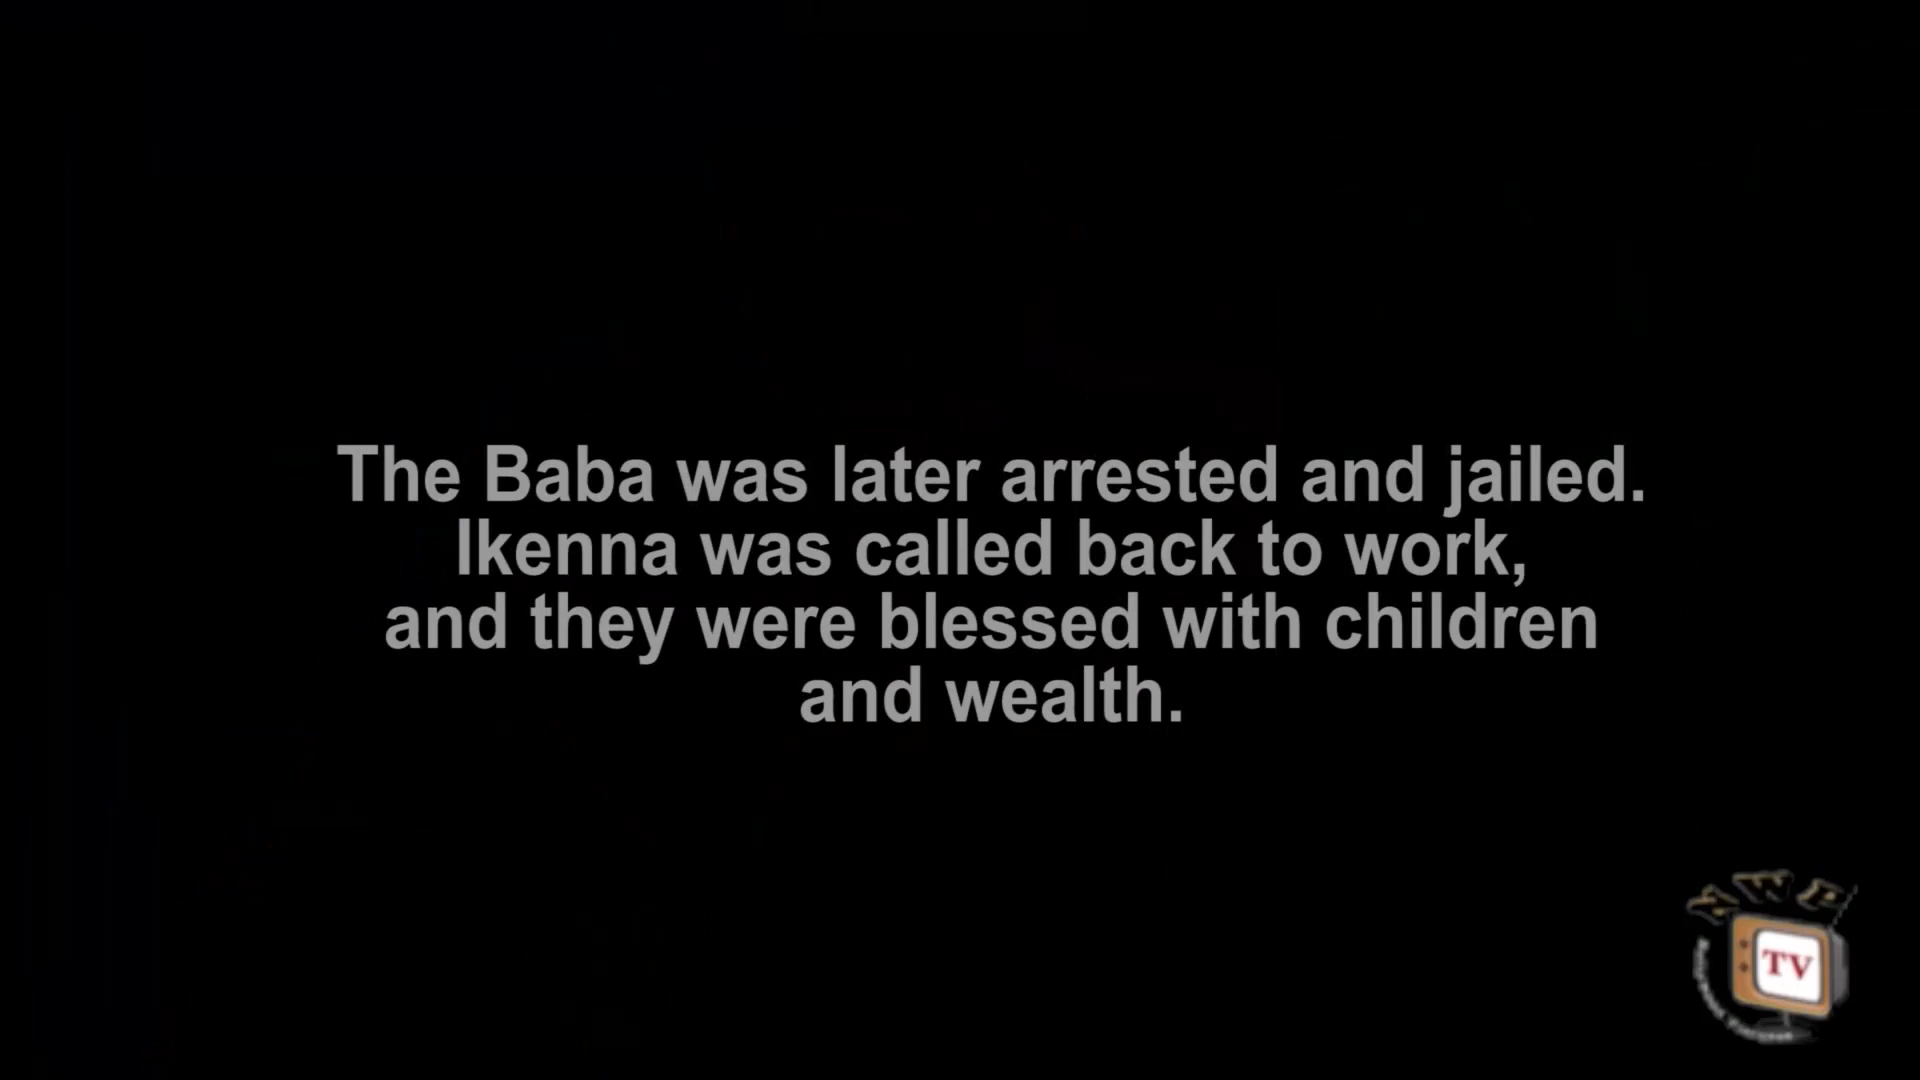 The Baba was later arrested and jailed.
Ikenna was called back to work,
and they were blessed with children
and wealth.
TV